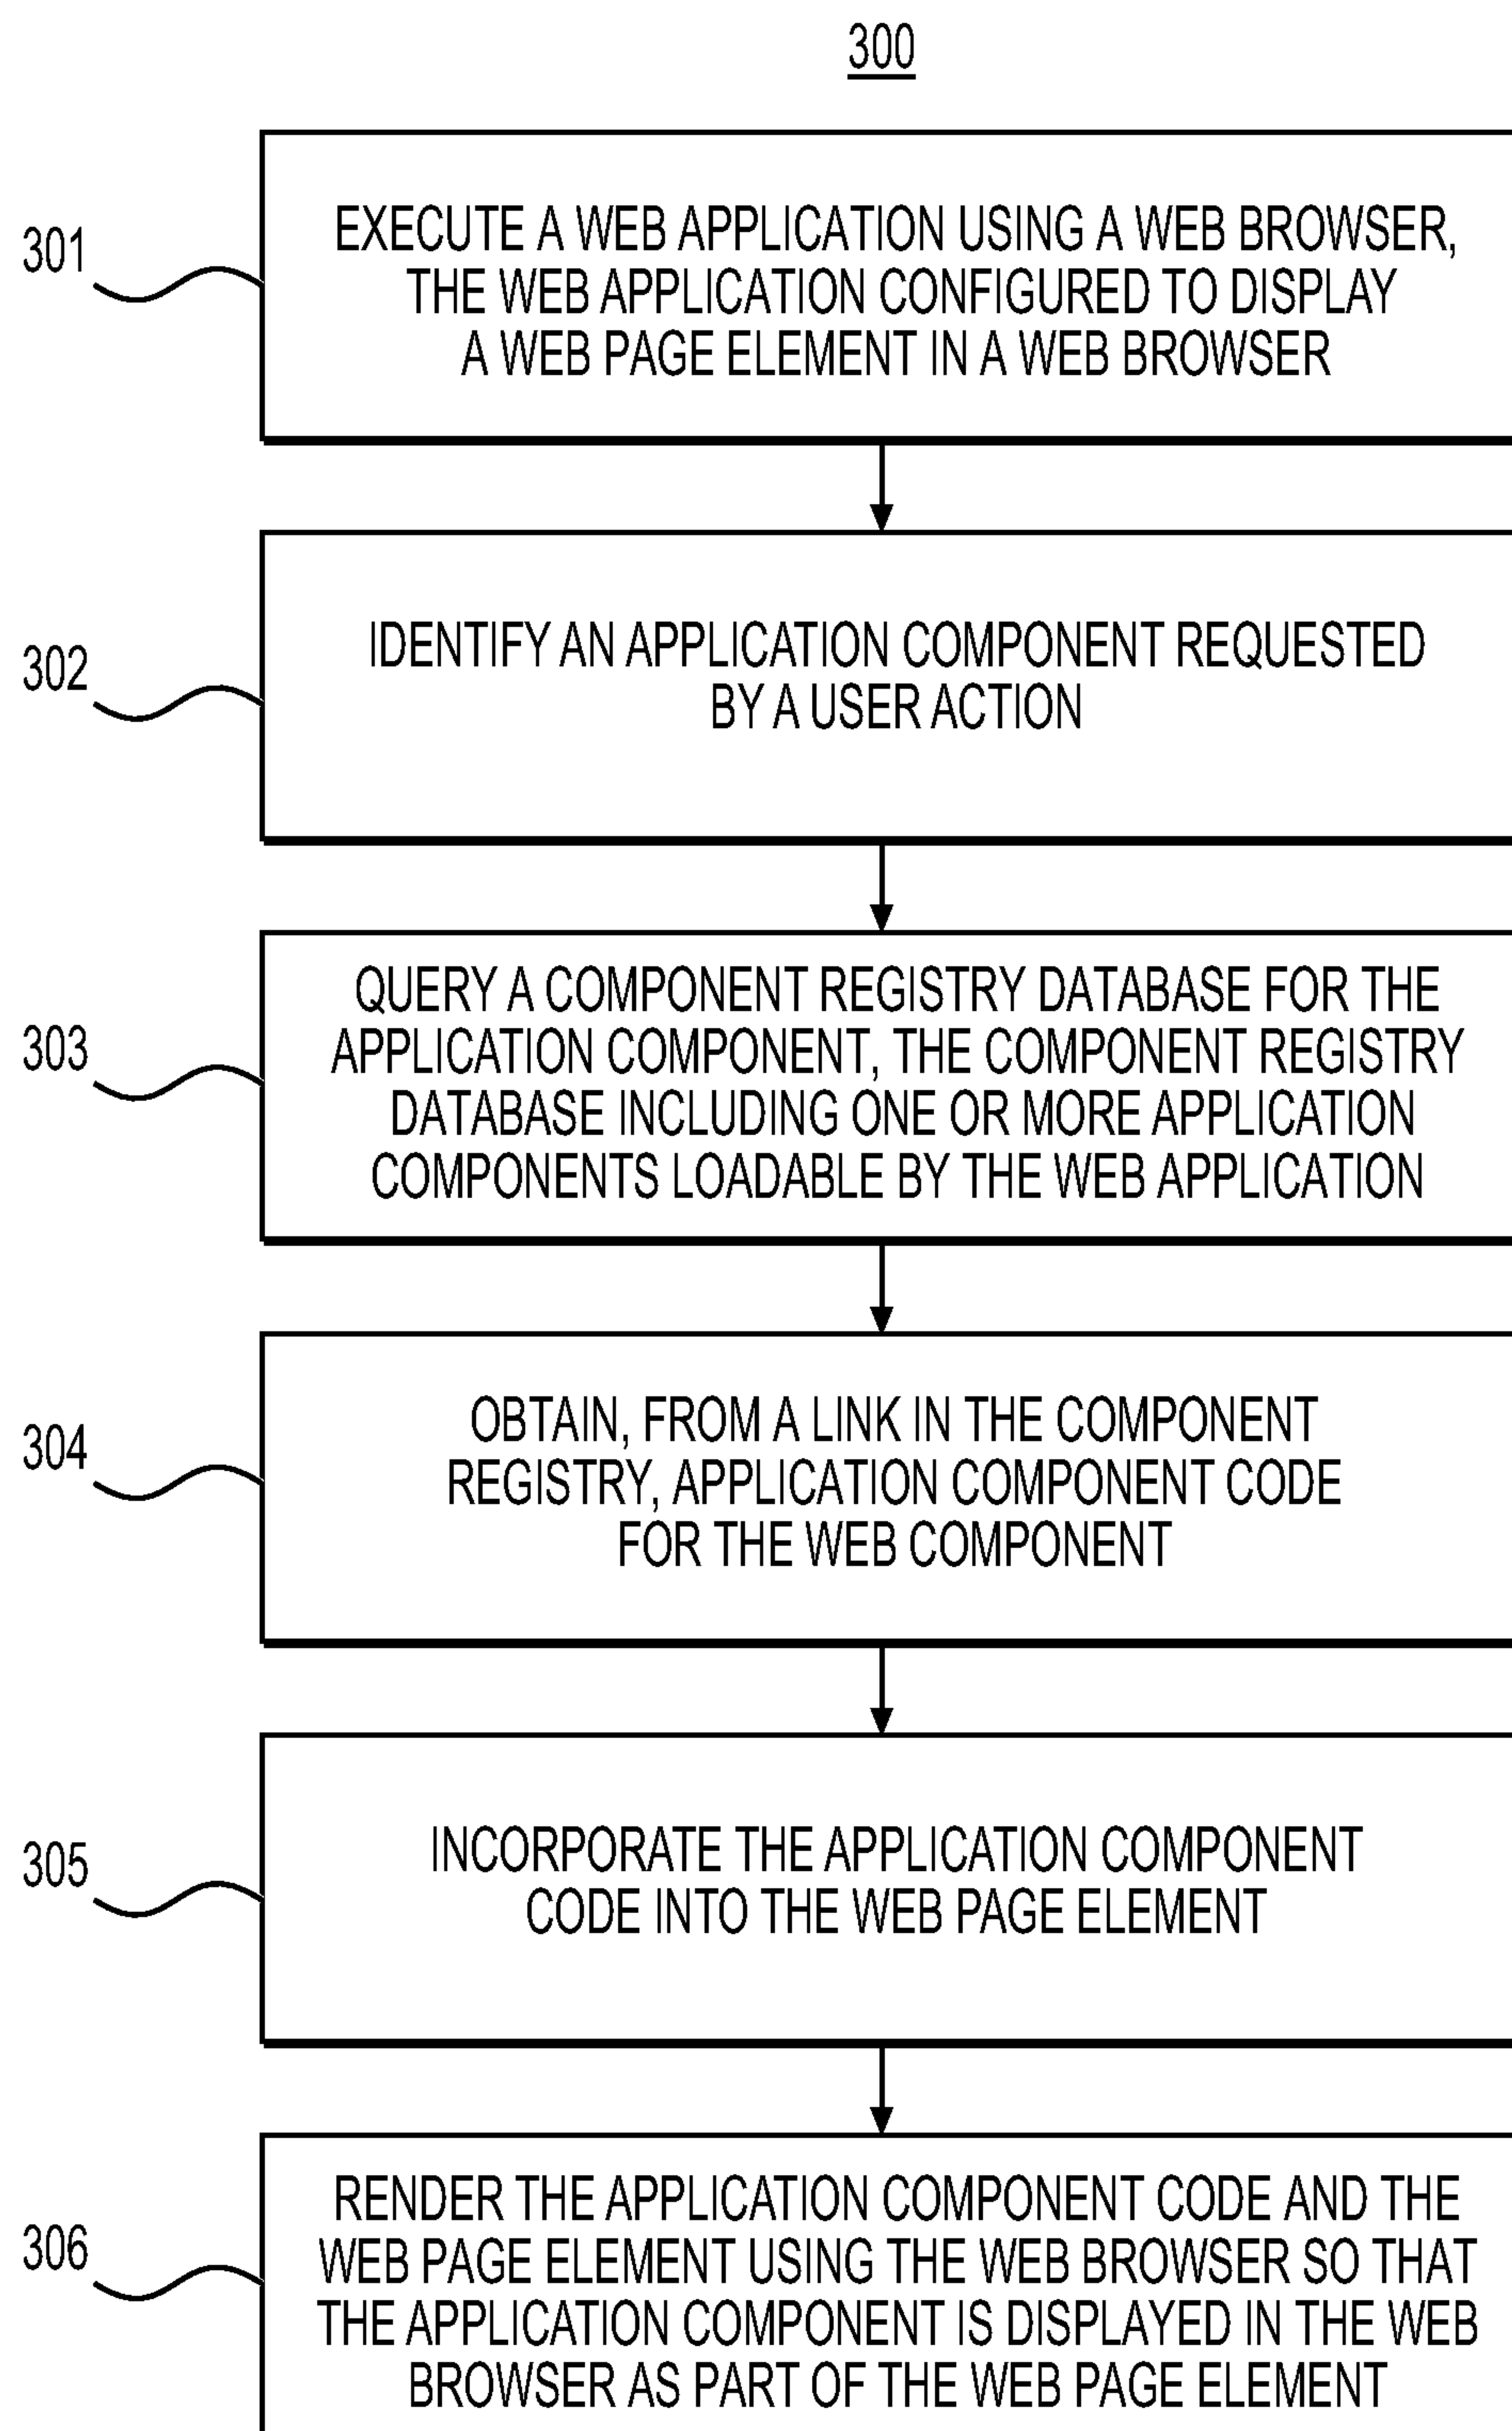 300
301
EXECUTE A WEB APPLICATION USING A WEB BROWSER,
THE WEB APPLICATION CONFIGURED TO DISPLAY
A WEB PAGE ELEMENT IN A WEB BROWSER
302
IDENTIFY AN APPLICATION COMPONENT REQUESTED
BY A USER ACTION
303
QUERY A COMPONENT REGISTRY DATABASE FOR THE
APPLICATION COMPONENT, THE COMPONENT REGISTRY
DATABASE INCLUDING ONE OR MORE APPLICATION
COMPONENTS LOADABLE BY THE WEB APPLICATION
304
OBTAIN, FROM A LINK IN THE COMPONENT
REGISTRY, APPLICATION COMPONENT CODE
FOR THE WEB COMPONENT
305
INCORPORATE THE APPLICATION COMPONENT
CODE INTO THE WEB PAGE ELEMENT
306
RENDER THE APPLICATION COMPONENT CODE AND THE
WEB PAGE ELEMENT USING THE WEB BROWSER SO THAT
THE APPLICATION COMPONENT IS DISPLAYED IN THE WEB
BROWSER AS PART OF THE WEB PAGE ELEMENT